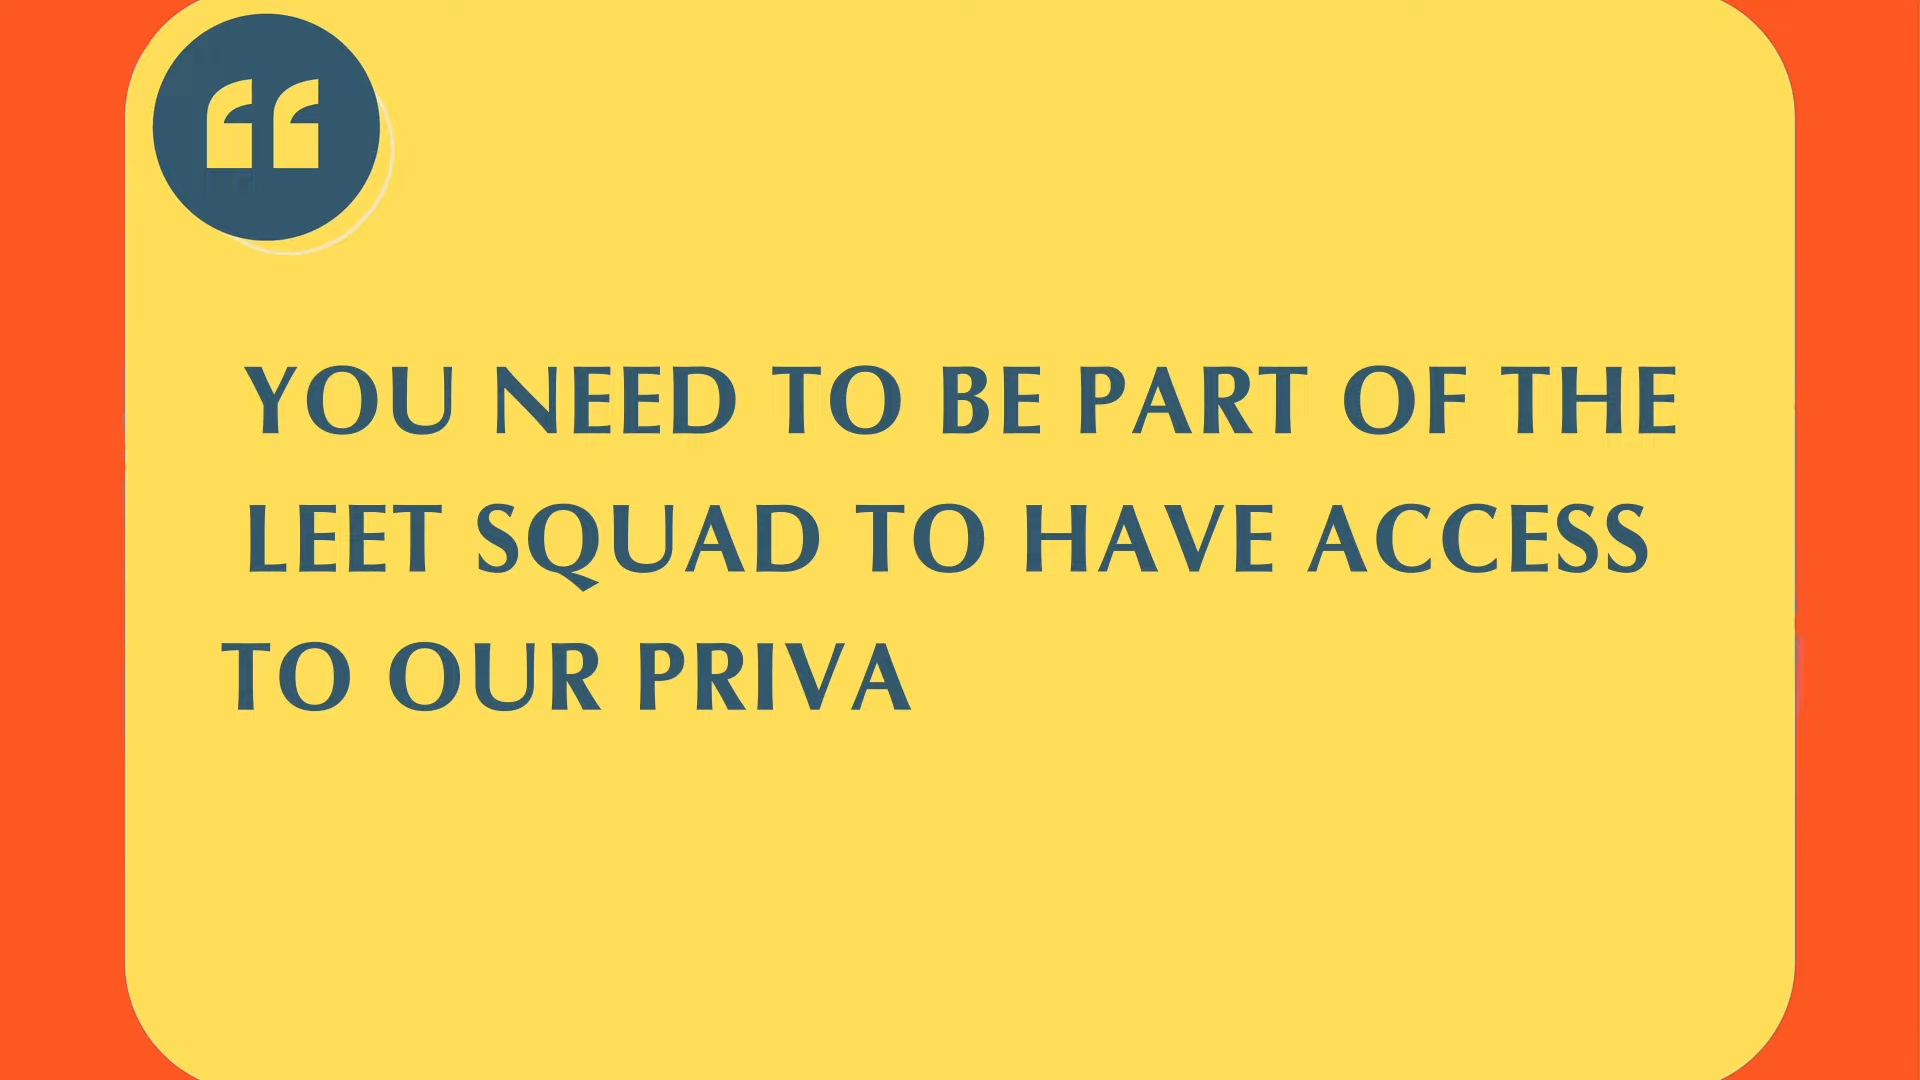 YOU NEED TO BE PART OF THE
LEET SQUAD TO HAVE ACCESS
TO OUR PRIVA